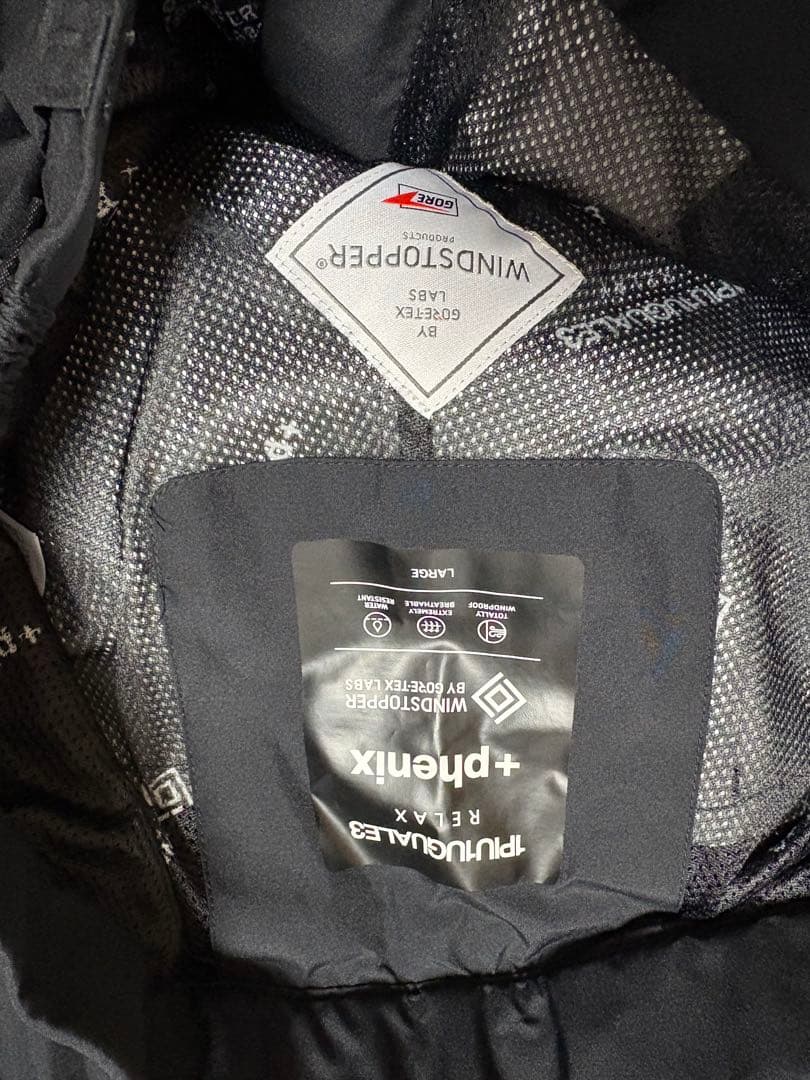 GORE
WINDSTOPPER®
PRODUCTS
BY
GORE-TEX
LABS
1PIU1UGUALE3
1PIU1UGUALE3
RELAX
+phenix
WINDSTOPPER
BY GORE-TEX LABS
TOTALLY
WINDPROOF
EXTREMELY
BREATHABLE
WATER
RESISTANT
LARGE